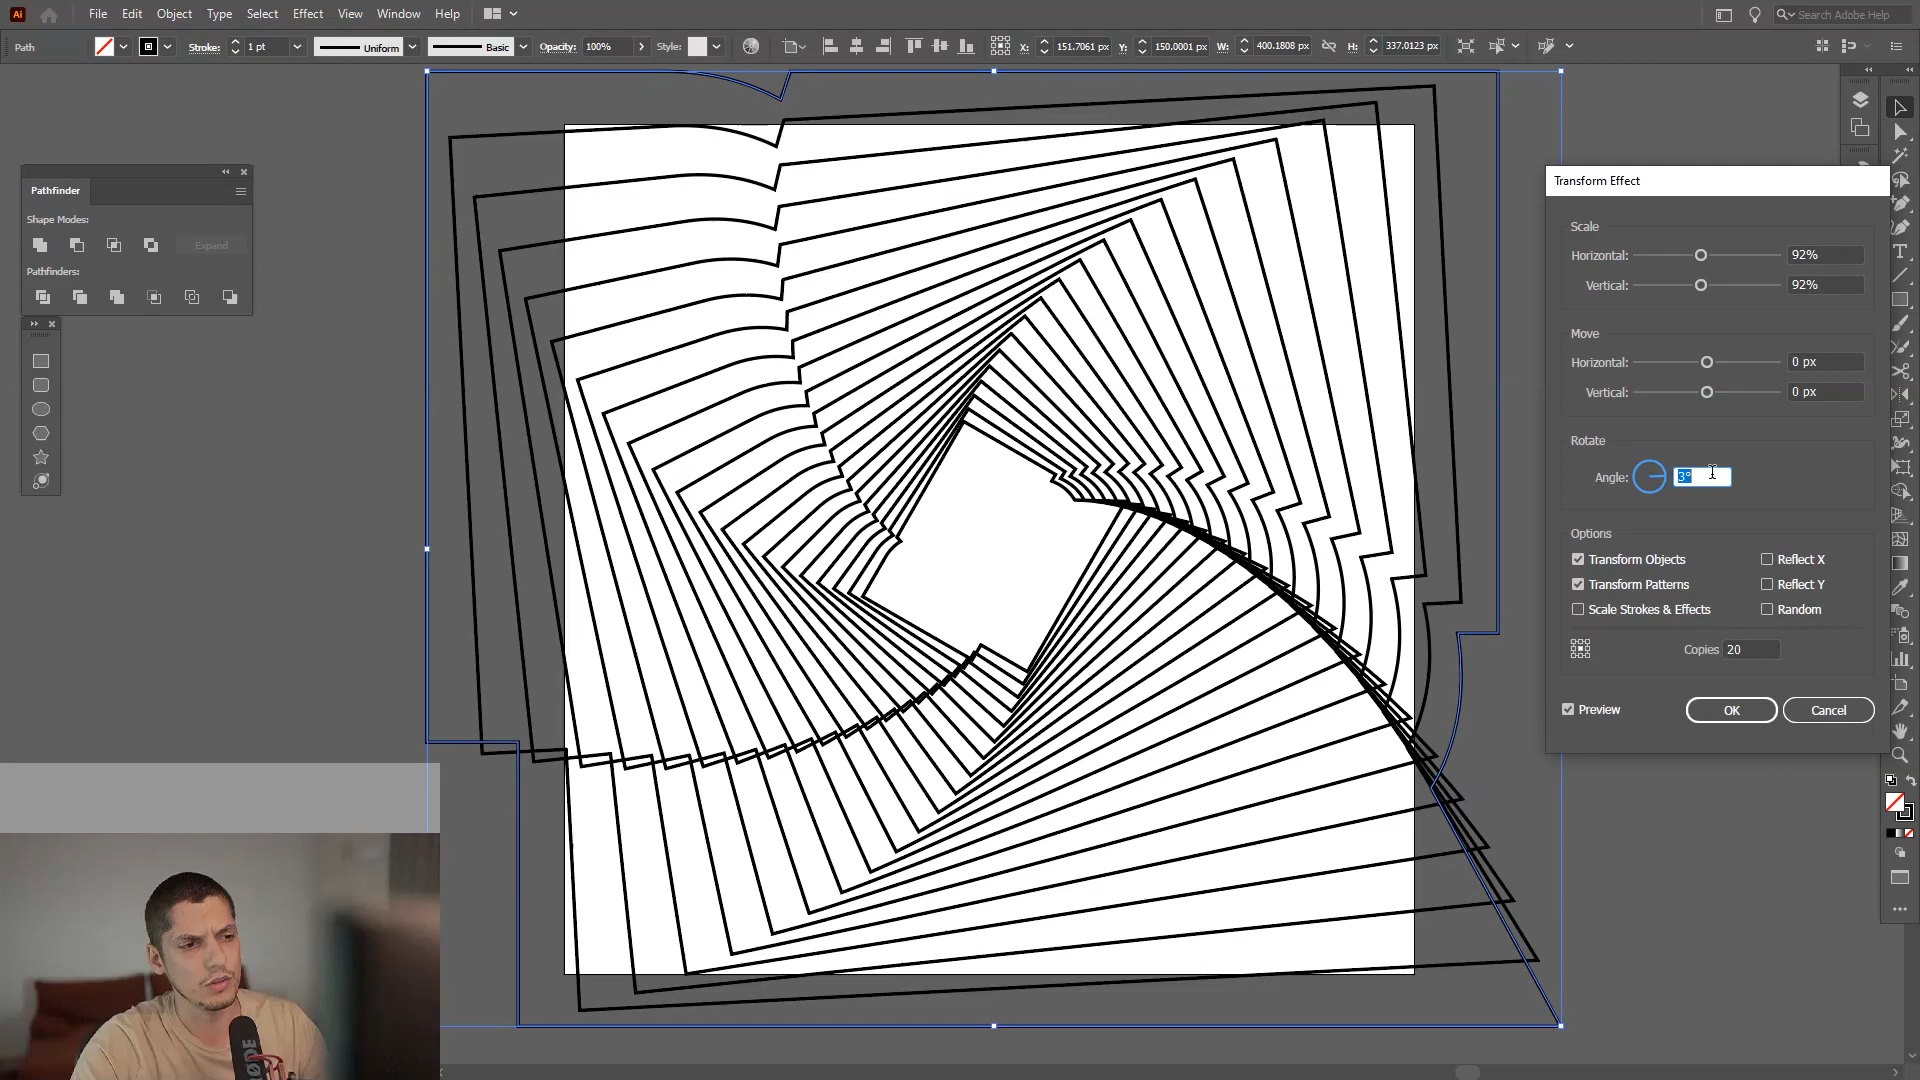 Ai File Edit Object Type Select Effect View Window Help Search Adobe Help
Path Stroke: 1 pt Uniform Basic Opacity: 100% Style: X: 151.7061 px Y: 150.0001 px W: 400.1808 px H: 337.0123 px
Pathfinder
Shape Modes:
Expand
Pathfinders:
Transform Effect
Scale
Horizontal: 92%
Vertical: 92%
Move
Horizontal: 0 px
Vertical: 0 px
Rotate
Angle: 3°
Options
Transform Objects Reflect X
Transform Patterns Reflect Y
Scale Strokes & Effects Random
Copies 20
Preview OK Cancel
RØDE